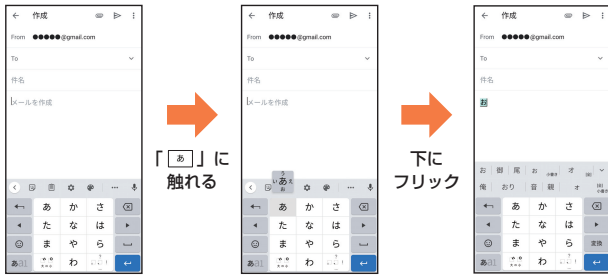 作成
From ●●●●●@gmail.com
To
件名
メールを作成
あ か さ
た な は
ま や ら
あa1 わ
「あ」に
触れる
作成
From ●●●●●@gmail.com
To
件名
メールを作成
う
い あ え
お
あ か さ
た な は
ま や ら
あa1 わ
下に
フリック
作成
From ●●●●●@gmail.com
To
件名
お
お 御 尾 お オ
俺 おり 音 親 ォ
あ か さ
た な は
ま や ら 変換
あa1 わ